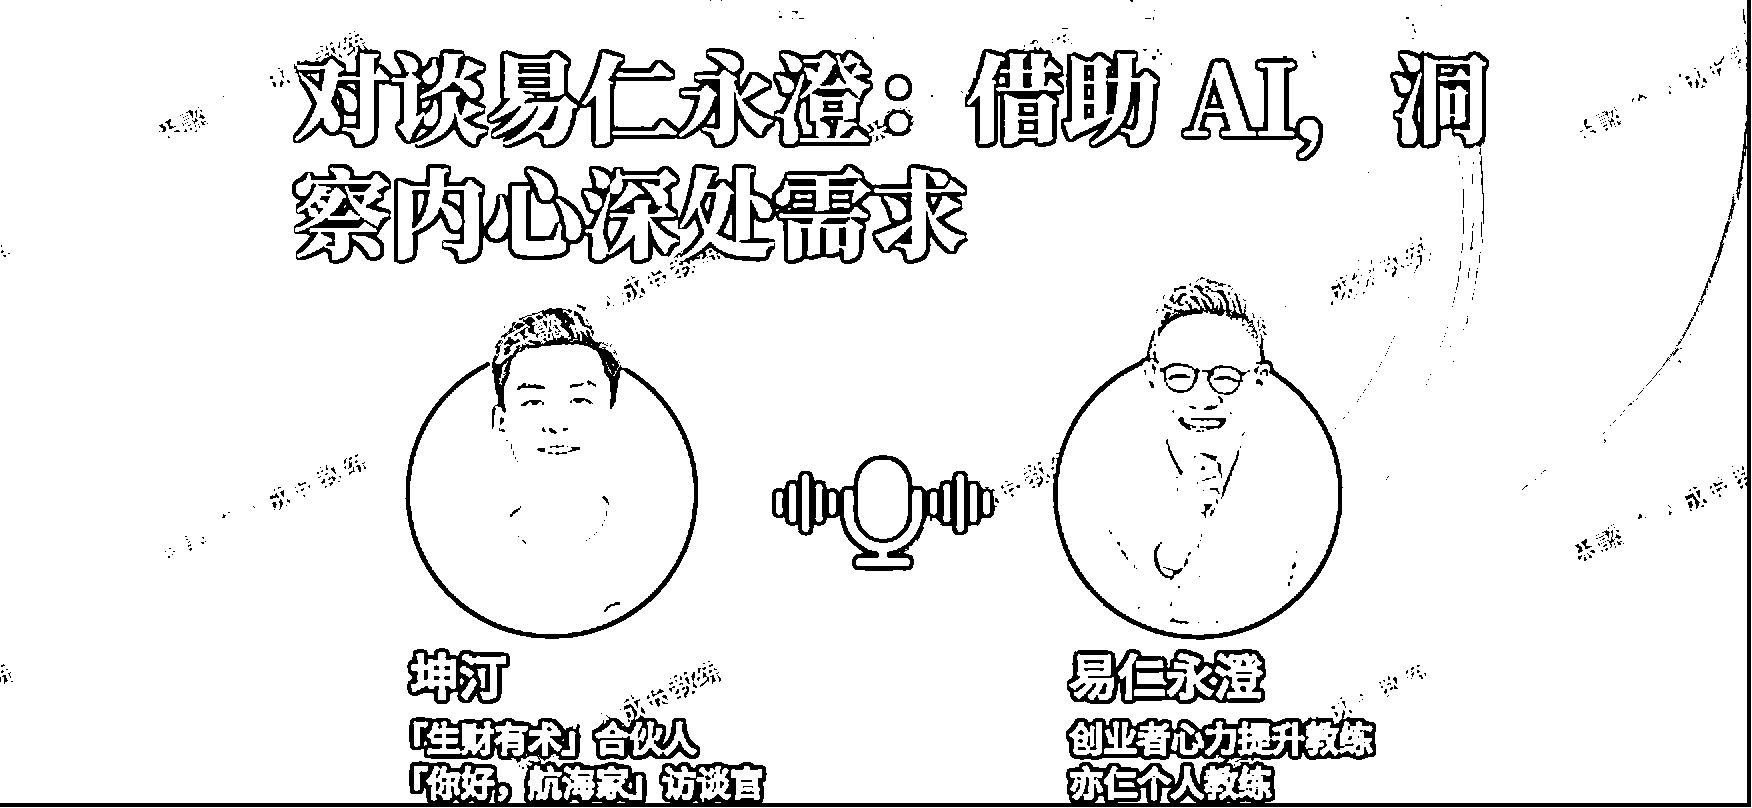 对谈易仁永澄：借助 AI，洞
察内心深处需求
坤汀
「生财有术」合伙人
「你好，航海家」访谈官
易仁永澄
创业者心力提升教练
亦仁个人教练